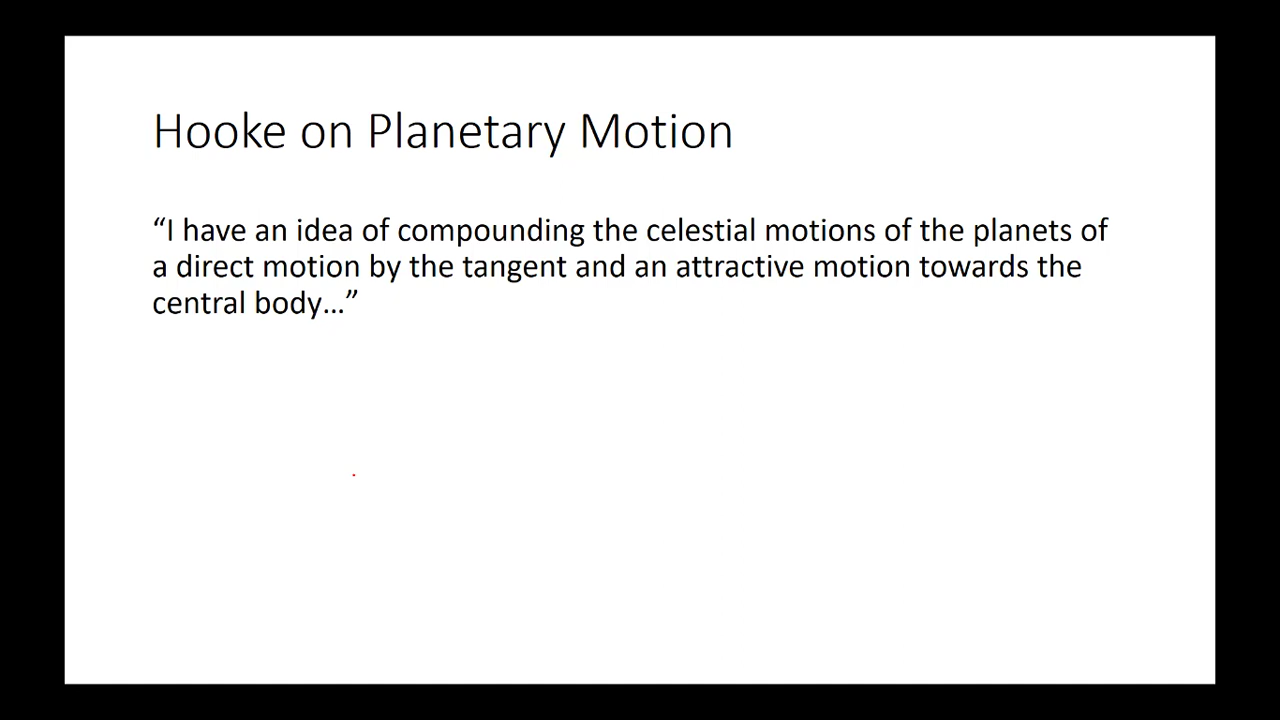 Hooke on Planetary Motion
“I have an idea of compounding the celestial motions of the planets of
a direct motion by the tangent and an attractive motion towards the
central body…”